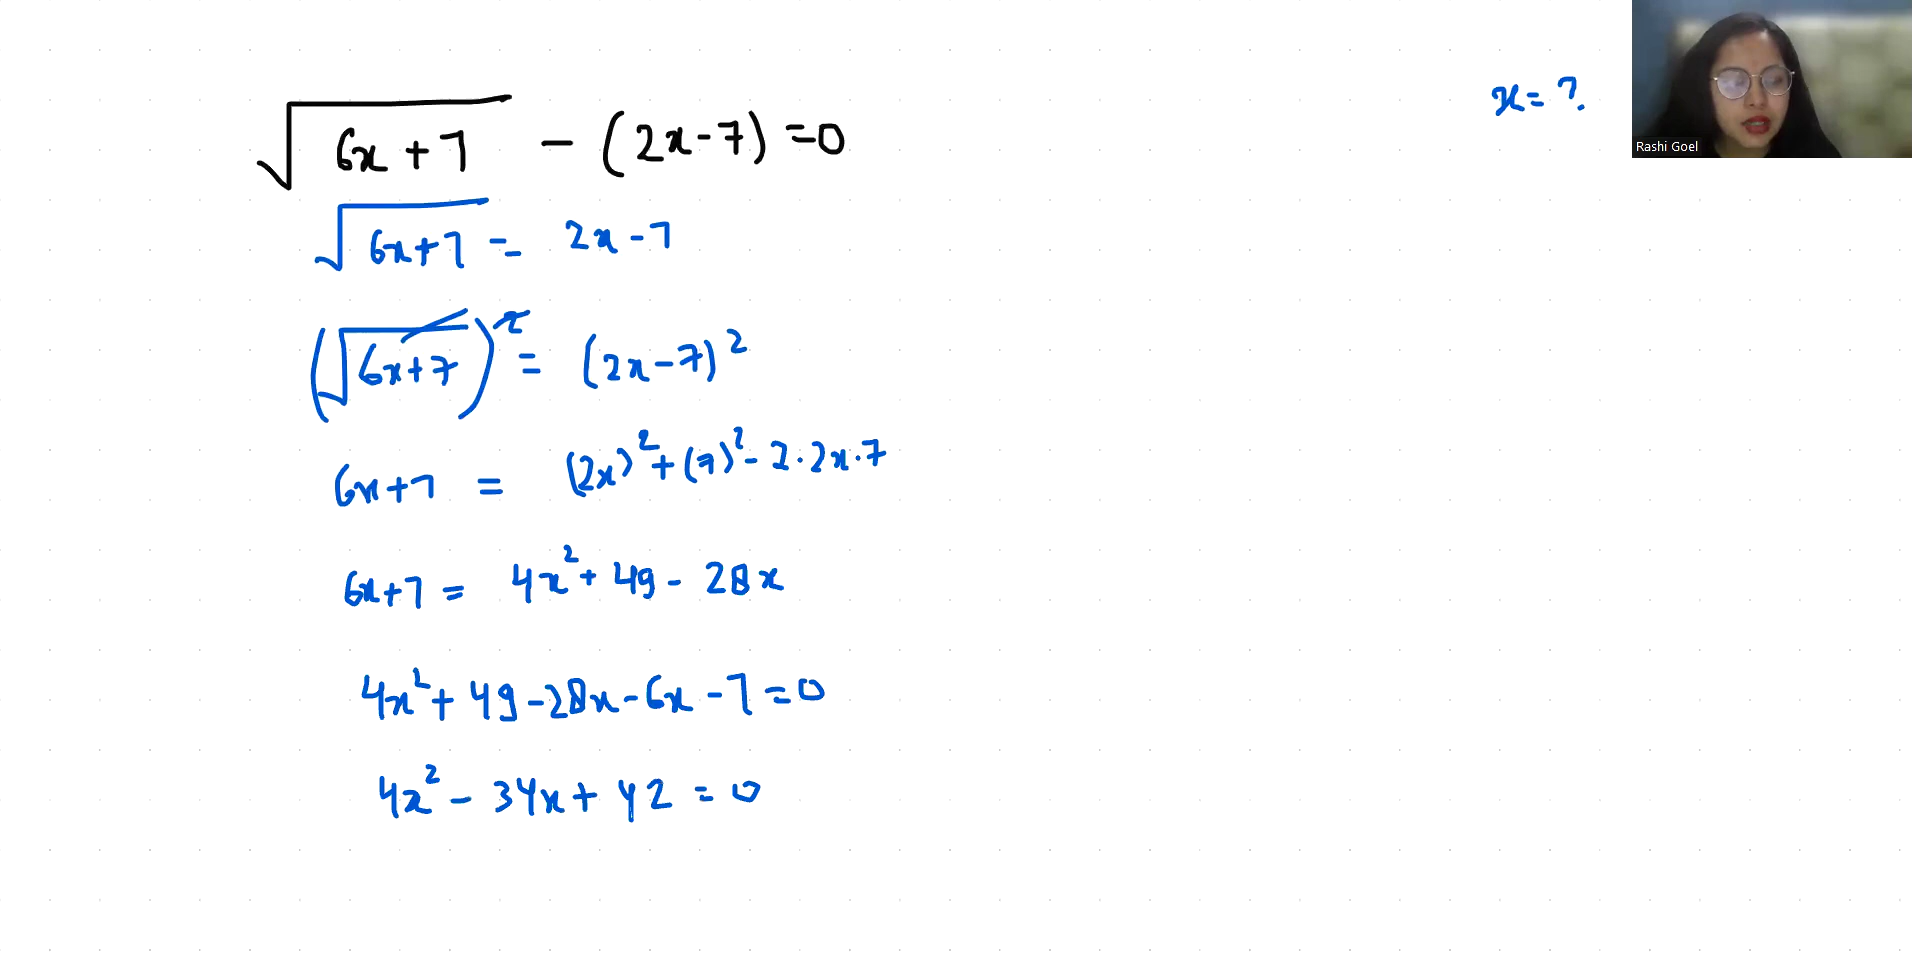 √(6x + 7) - (2x - 7) = 0
x = ?
Rashi Goel
√(6x + 7) = 2x - 7
(√(6x + 7))² = (2x - 7)²
6x + 7 = (2x)² + (7)² - 2 · 2x · 7
6x + 7 = 4x² + 49 - 28x
4x² + 49 - 28x - 6x - 7 = 0
4x² - 34x + 42 = 0